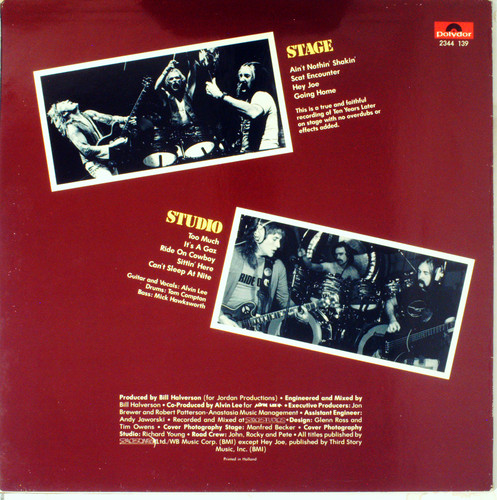 Polydor
2344 139
STAGE
Ain't Nothin' Shakin'
Scat Encounter
Hey Joe
Going Home
This is a true and faithful
recording of Ten Years Later
on stage with no overdubs or
effects added.
STUDIO
Too Much
It's A Gaz
Ride On Cowboy
Sittin' Here
Can't Sleep At Nite
Guitar and Vocals: Alvin Lee
Drums: Tom Compton
Bass: Mick Hawksworth
RIDE
Produced by Bill Halverson (for Jordan Productions) • Engineered and Mixed by
Bill Halverson • Co-Produced by Alvin Lee for • Executive Producers: Jon
Brewer and Robert Patterson-Anastasia Music Management • Assistant Engineer:
Andy Jaworski • Recorded and Mixed at • Design: Glenn Ross and
Tim Owens • Cover Photography Stage: Manfred Becker • Cover Photography
Studio: Richard Young • Road Crew: John, Rocky and Pete • All titles published by
Ltd./WB Music Corp. (BMI) except Hey Joe, published by Third Story
Music, Inc. (BMI)
Printed in Holland